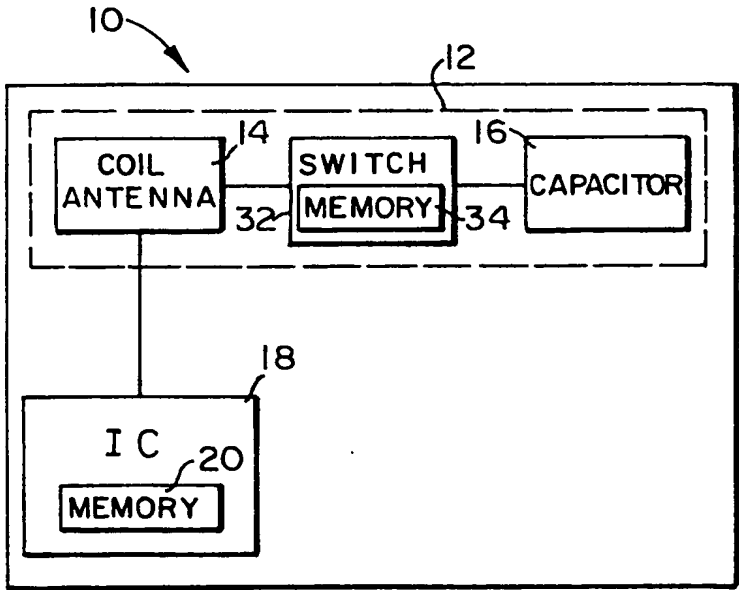 10
12
14
16
COIL
ANTENNA
SWITCH
MEMORY
CAPACITOR
32
34
18
IC
20
MEMORY